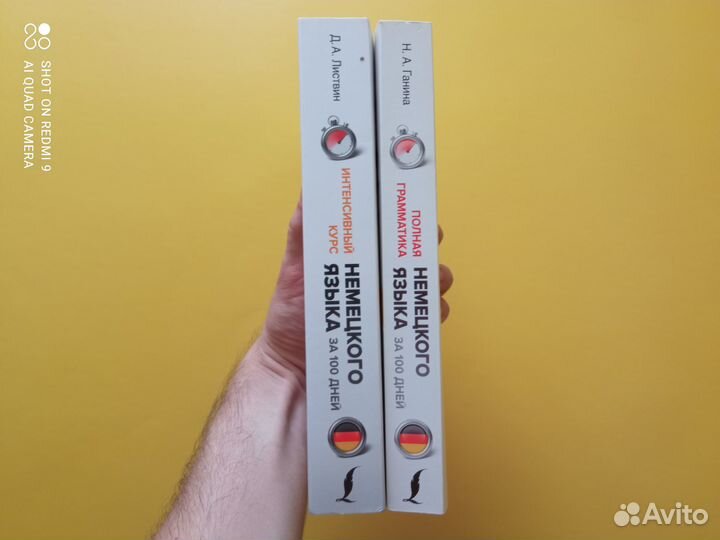 SHOT ON REDMI 9
AI QUAD CAMERA
Д. А. Листвин
ИНТЕНСИВНЫЙ
КУРС
НЕМЕЦКОГО
ЯЗЫКА
ЗА 100 ДНЕЙ
Н. А. Ганина
ПОЛНАЯ
ГРАММАТИКА
НЕМЕЦКОГО
ЯЗЫКА
ЗА 100 ДНЕЙ
Avito